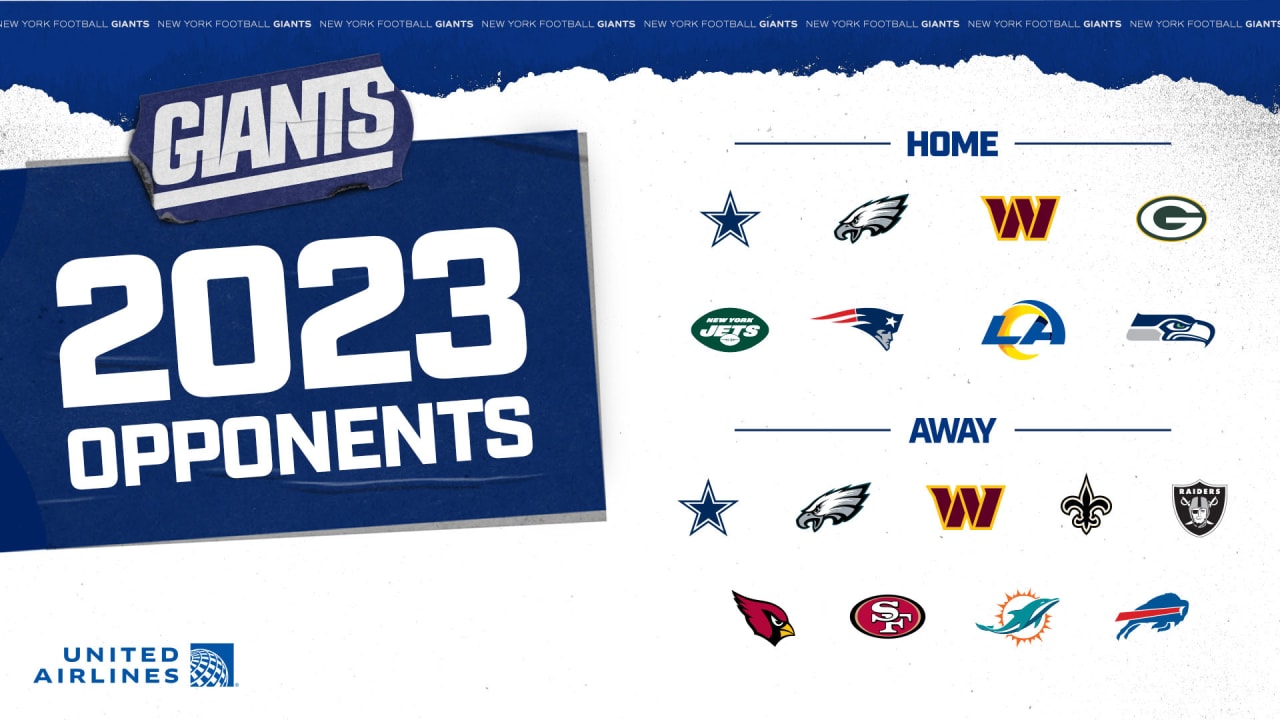 NEW YORK FOOTBALL GIANTS NEW YORK FOOTBALL GIANTS NEW YORK FOOTBALL GIANTS NEW YORK FOOTBALL GIANTS NEW YORK FOOTBALL GIANTS NEW YORK FOOTBALL GIANTS NEW YORK FOOTBALL GIANTS NEW YORK FOOTBALL GIANTS
GIANTS
2023
OPPONENTS
HOME
W
G
NEW YORK
JETS
LA
AWAY
W
RAIDERS
SF
UNITED
AIRLINES